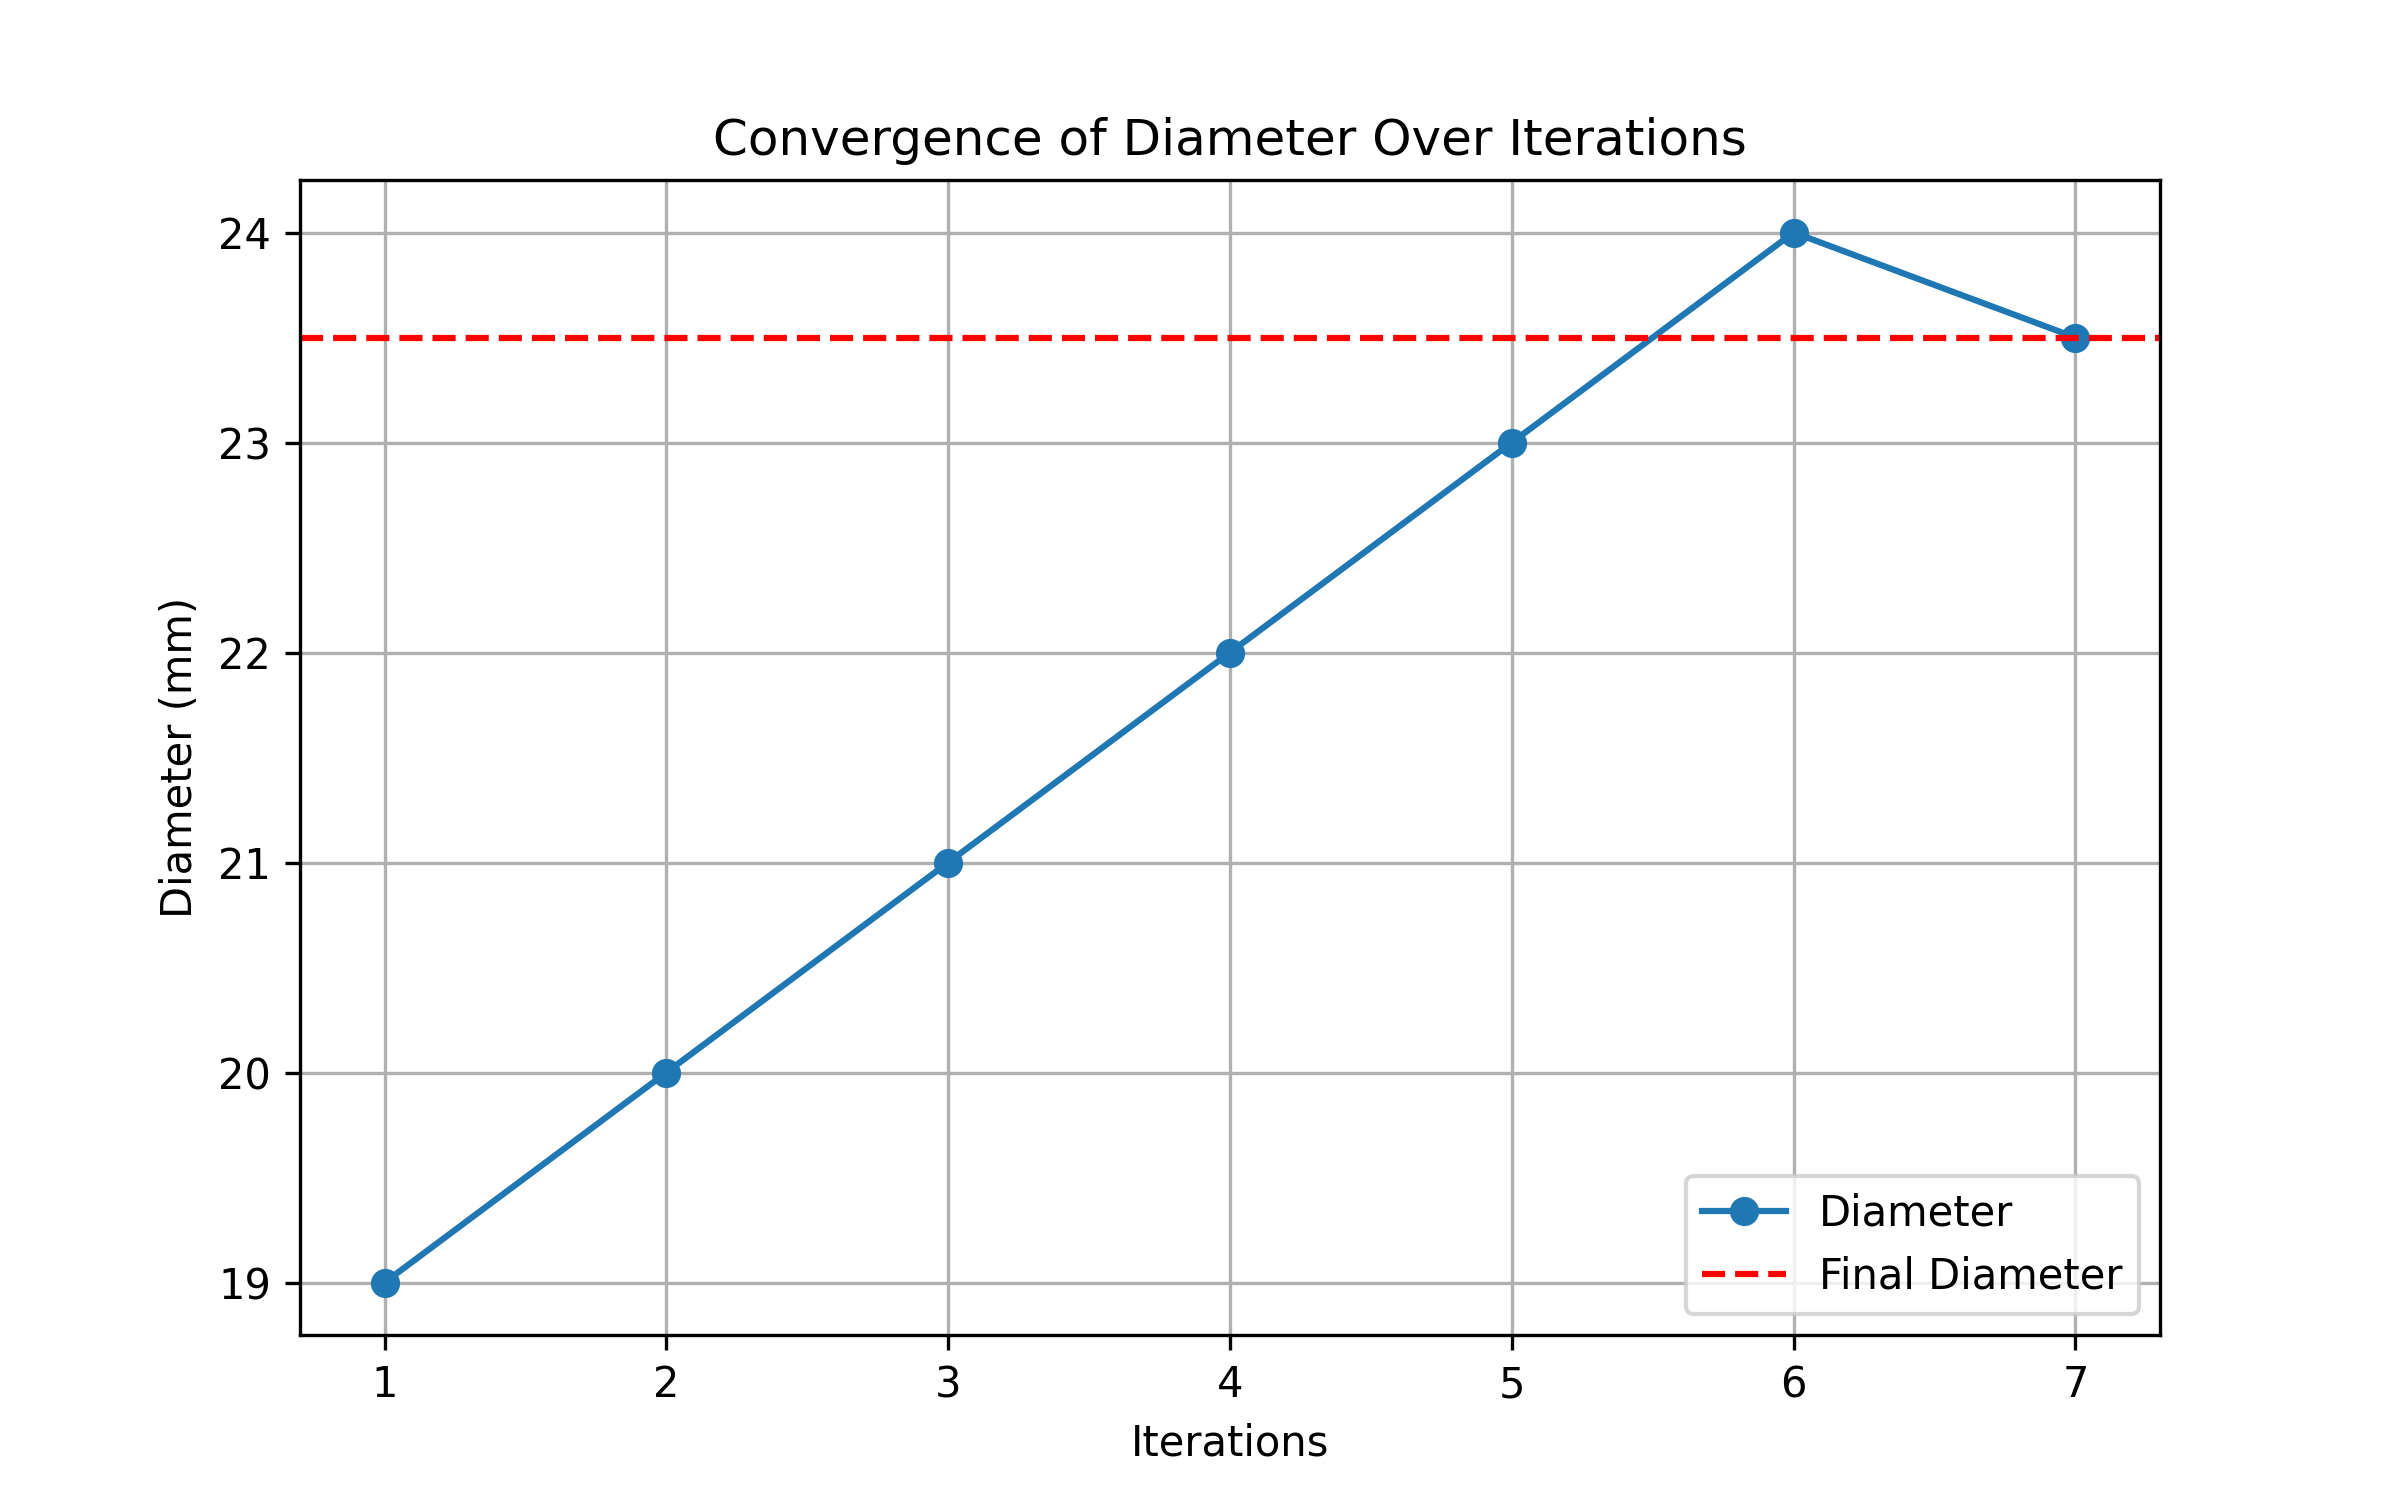 Convergence of Diameter Over Iterations
24
23
22
21
20
19
Diameter (mm)
1 2 3 4 5 6 7
Iterations
Diameter
Final Diameter